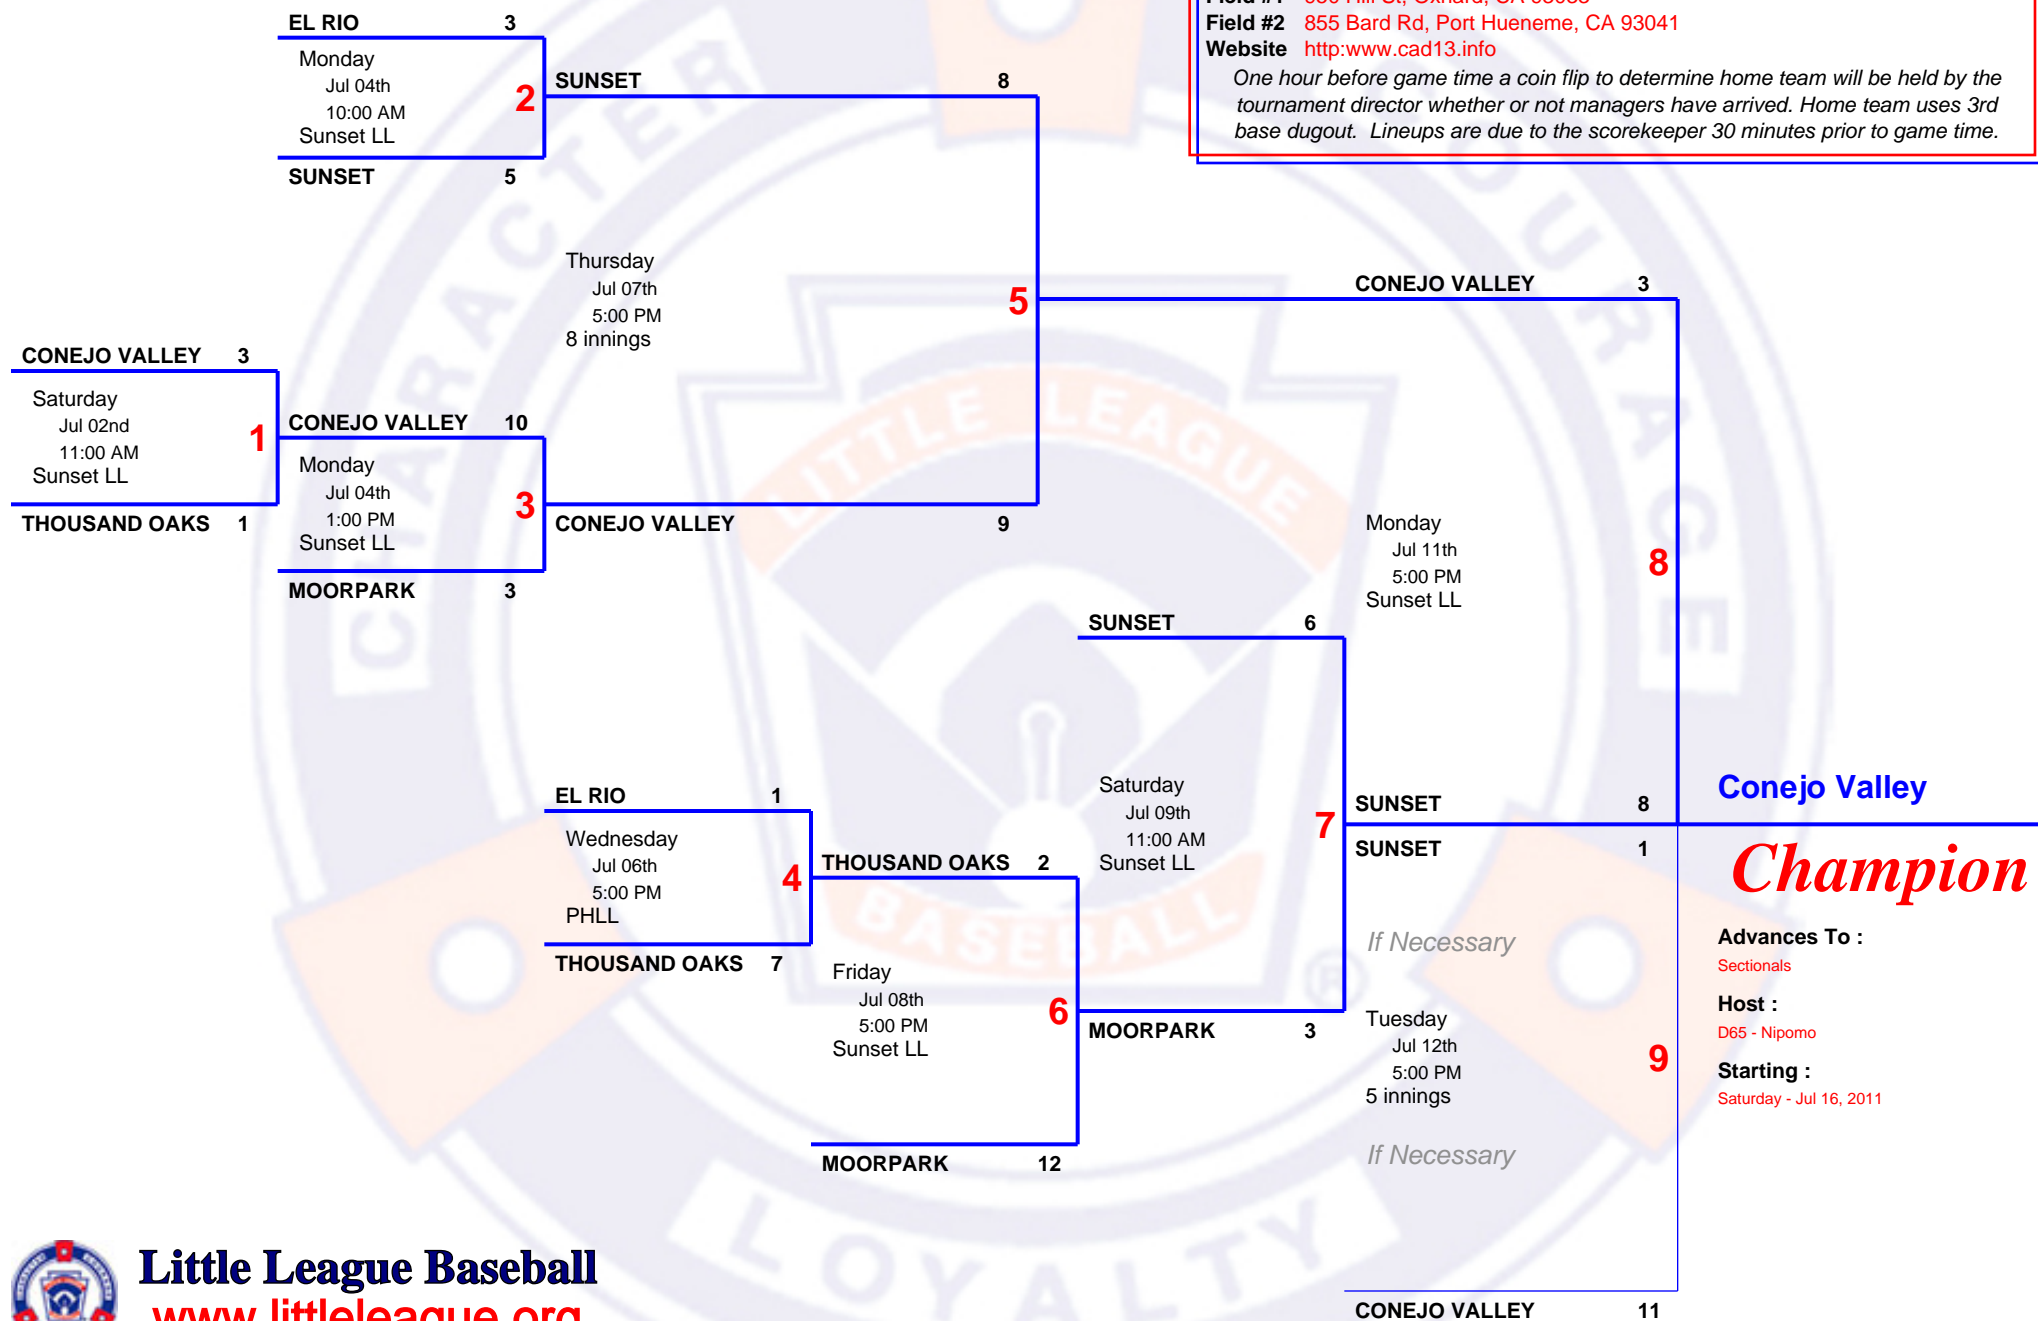 EL RIO 3
Monday
Jul 04th
10:00 AM
Sunset LL
2
SUNSET 5
SUNSET 8
Field #2 855 Bard Rd, Port Hueneme, CA 93041
Website http:www.cad13.info
One hour before game time a coin flip to determine home team will be held by the
tournament director whether or not managers have arrived. Home team uses 3rd
base dugout. Lineups are due to the scorekeeper 30 minutes prior to game time.
Thursday
Jul 07th
5:00 PM
8 innings
5
CONEJO VALLEY 3
CONEJO VALLEY 3
Saturday
Jul 02nd
11:00 AM
Sunset LL
1
THOUSAND OAKS 1
CONEJO VALLEY 10
Monday
Jul 04th
1:00 PM
Sunset LL
3
MOORPARK 3
CONEJO VALLEY 9
Monday
Jul 11th
5:00 PM
Sunset LL
8
SUNSET 6
Saturday
Jul 09th
11:00 AM
Sunset LL
7
EL RIO 1
Wednesday
Jul 06th
5:00 PM
PHLL
4
THOUSAND OAKS 7
THOUSAND OAKS 2
Friday
Jul 08th
5:00 PM
Sunset LL
6
MOORPARK 12
MOORPARK 3
SUNSET 8
SUNSET 1
If Necessary
Tuesday
Jul 12th
5:00 PM
5 innings
9
If Necessary
CONEJO VALLEY 11
Conejo Valley
Champion
Advances To :
Sectionals
Host :
D65 - Nipomo
Starting :
Saturday - Jul 16, 2011
Little League Baseball
www.littleleague.org
CHARACTER
COURAGE
LOYALTY
LITTLE LEAGUE
BASEBALL
®